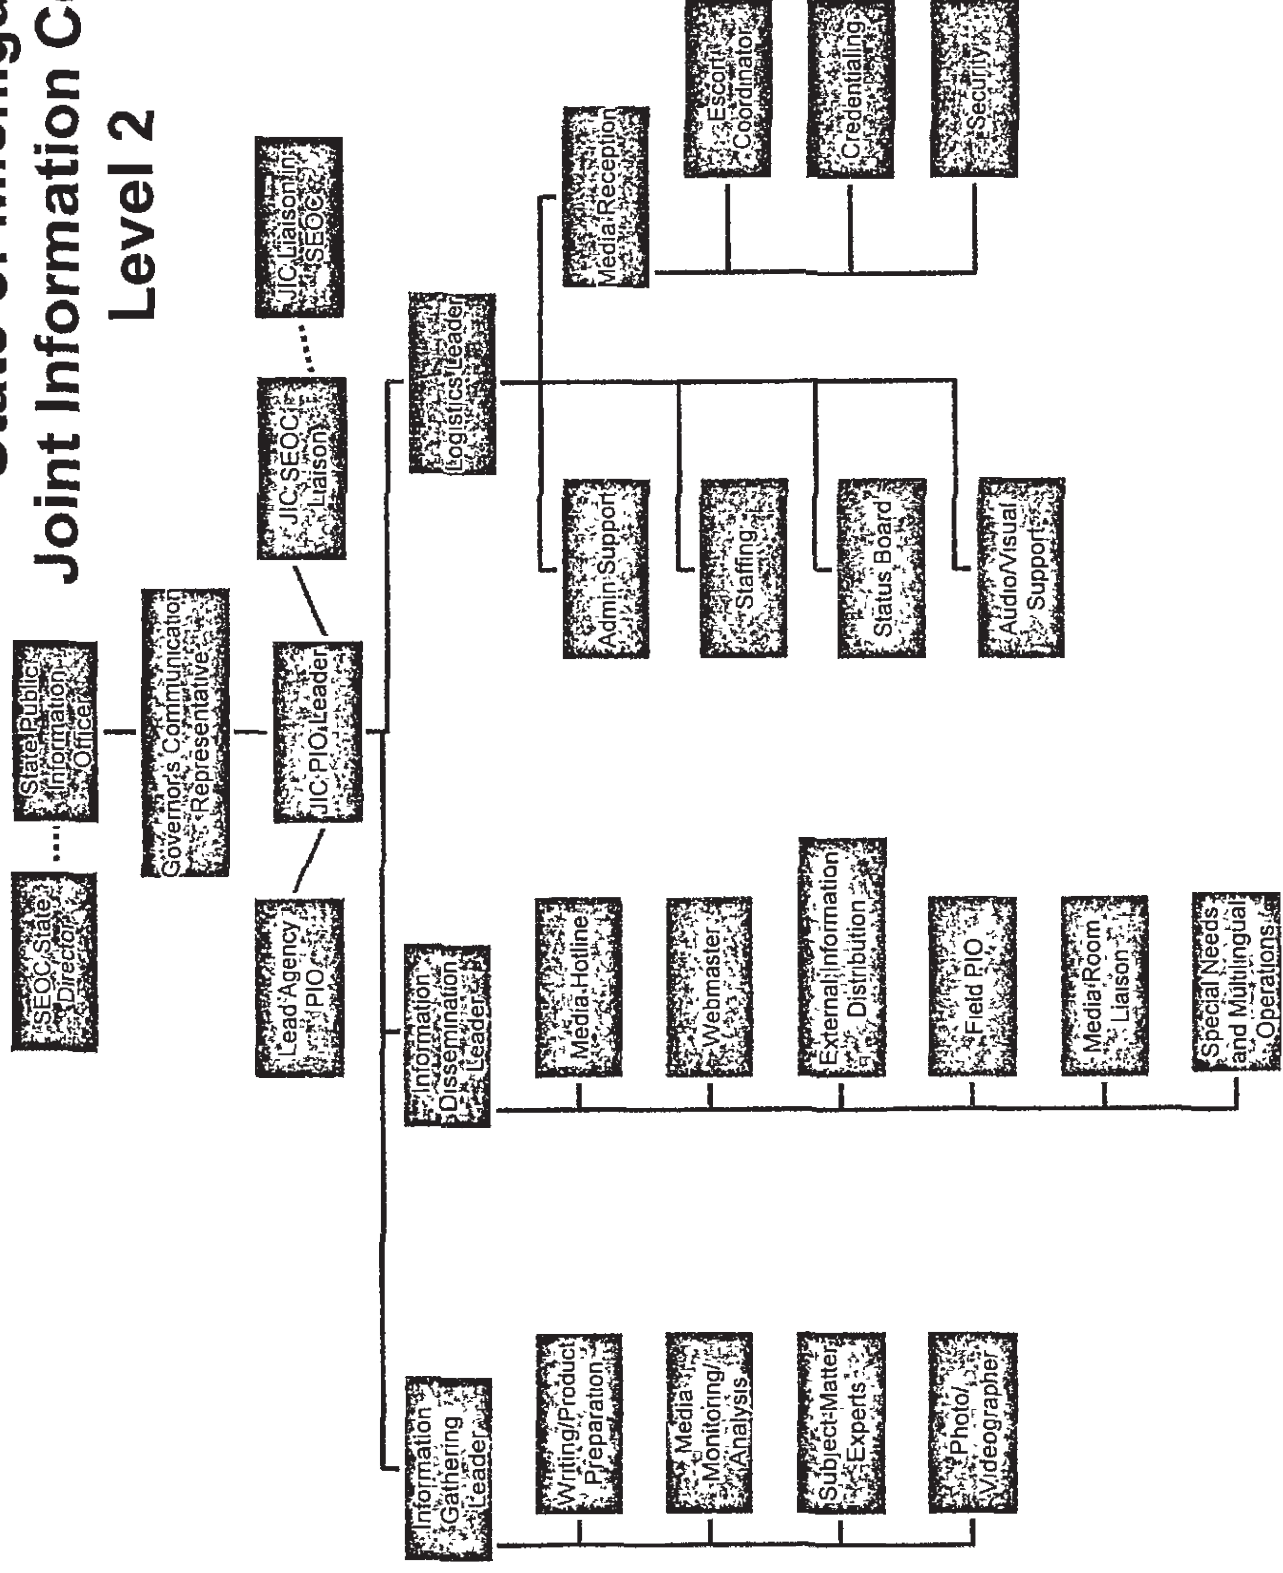 Joint Information
Level 2
SEOC State
Director
State Public
Information
Officer
Governor's Communication
Representative
Lead Agency
PIO
JIC PIO Leader
JIC SEOC
Liaison
JIC Liaison in
SEOC
Information
Gathering
Leader
Writing/Product
Preparation
Media
Monitoring/
Analysis
Subject-Matter
Experts
Photo/
Videographer
Information
Dissemination
Leader
Media Hotline
Webmaster
External Information
Distribution
Field PIO
Media Room
Liaison
Special Needs
and Multilingual
Operations
Logistics Leader
Admin Support
Staffing
Status Board
Audio/Visual
Support
Media Reception
Escort
Coordinator
Credentialing
Security